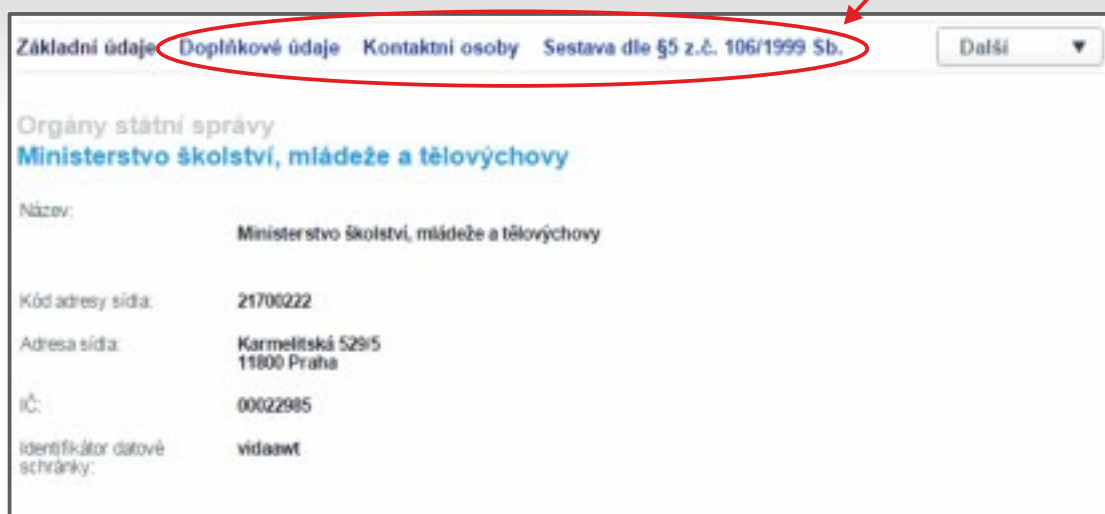 Základní údaje Doplňkové údaje Kontaktní osoby Sestava dle §5 z.č. 106/1999 Sb. Další
Orgány státní správy
Ministerstvo školství, mládeže a tělovýchovy
Název:
Ministerstvo školství, mládeže a tělovýchovy
Kód adresy sídla: 21700222
Adresa sídla: Karmelitská 529/5
11800 Praha
IČ: 00022985
Identifikátor datové vidaawt
schránky: